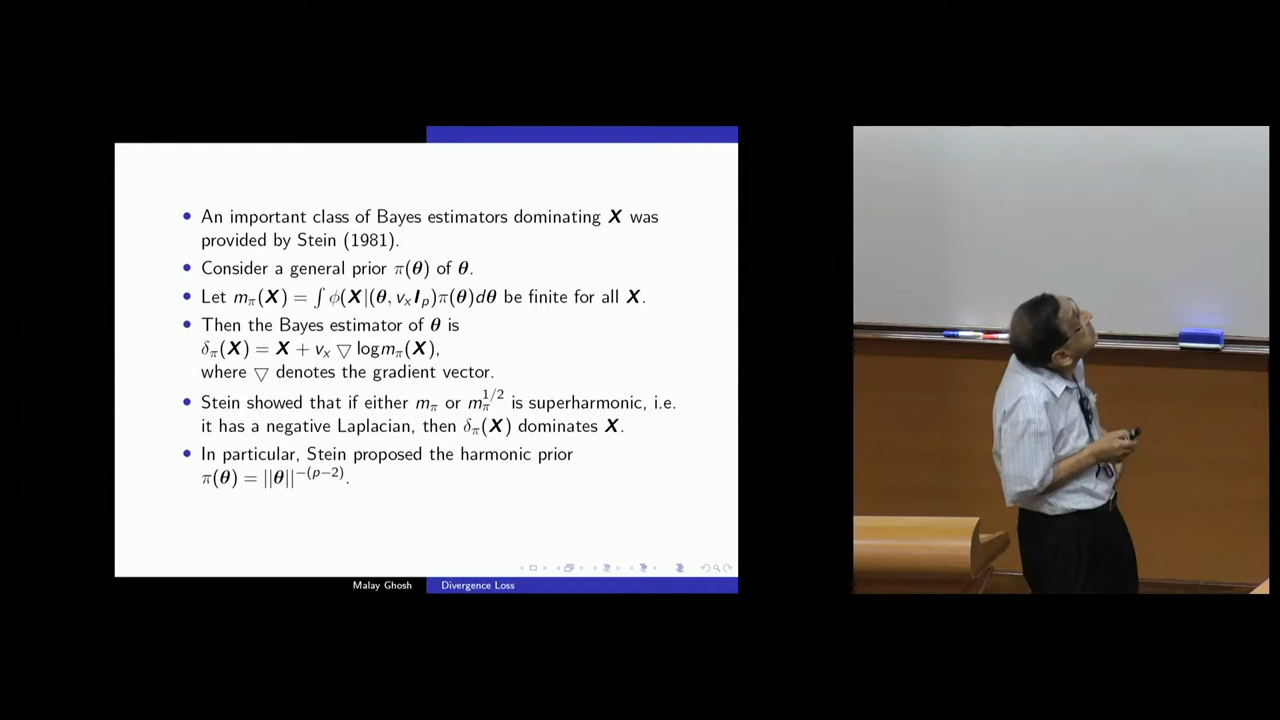 • An important class of Bayes estimators dominating X was
provided by Stein (1981).
• Consider a general prior π(θ) of θ.
• Let m_π(X) = ∫ ϕ(X|(θ, v_x I_p)π(θ)dθ be finite for all X.
• Then the Bayes estimator of θ is
δ_π(X) = X + v_x ▽ logm_π(X),
where ▽ denotes the gradient vector.
• Stein showed that if either m_π or m_π^{1/2} is superharmonic, i.e.
it has a negative Laplacian, then δ_π(X) dominates X.
• In particular, Stein proposed the harmonic prior
π(θ) = ||θ||^{−(p−2)}.
Malay Ghosh Divergence Loss